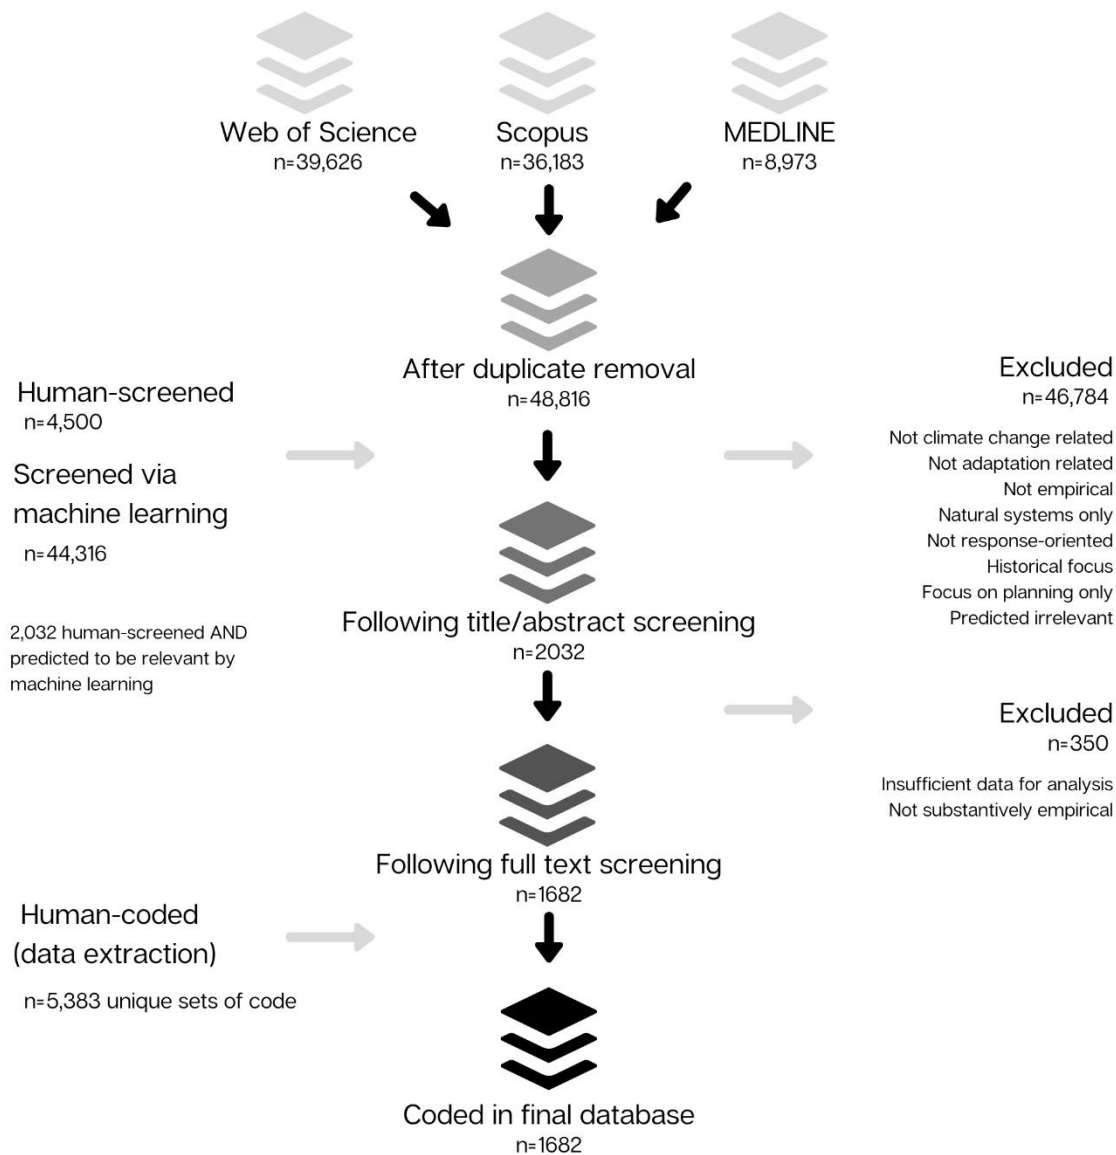 Web of Science
n=39,626
Scopus
n=36,183
MEDLINE
n=8,973
After duplicate removal
n=48,816
Human-screened
n=4,500
Screened via
machine learning
n=44,316
2,032 human-screened AND
predicted to be relevant by
machine learning
Excluded
n=46,784
Not climate change related
Not adaptation related
Not empirical
Natural systems only
Not response-oriented
Historical focus
Focus on planning only
Predicted irrelevant
Following title/abstract screening
n=2032
Excluded
n=350
Insufficient data for analysis
Not substantively empirical
Following full text screening
n=1682
Human-coded
(data extraction)
n=5,383 unique sets of code
Coded in final database
n=1682